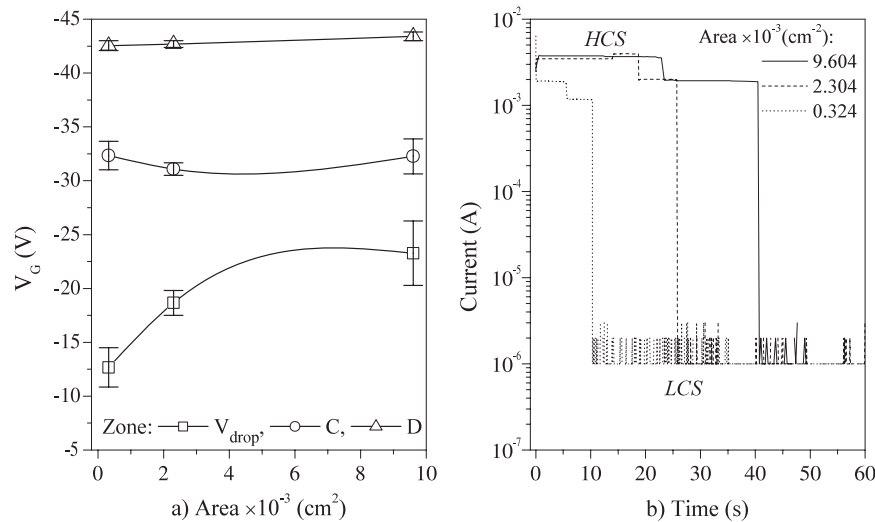 -45
-40
-35
-30
-25
-20
-15
-10
-5
V_G (V)
0 2 4 6 8 10
Zone: V_drop, C, D
a) Area ×10⁻³ (cm²)
10⁻²
10⁻³
10⁻⁴
10⁻⁵
10⁻⁶
10⁻⁷
Current (A)
HCS
Area ×10⁻³(cm⁻²):
9.604
2.304
0.324
LCS
0 10 20 30 40 50 60
b) Time (s)